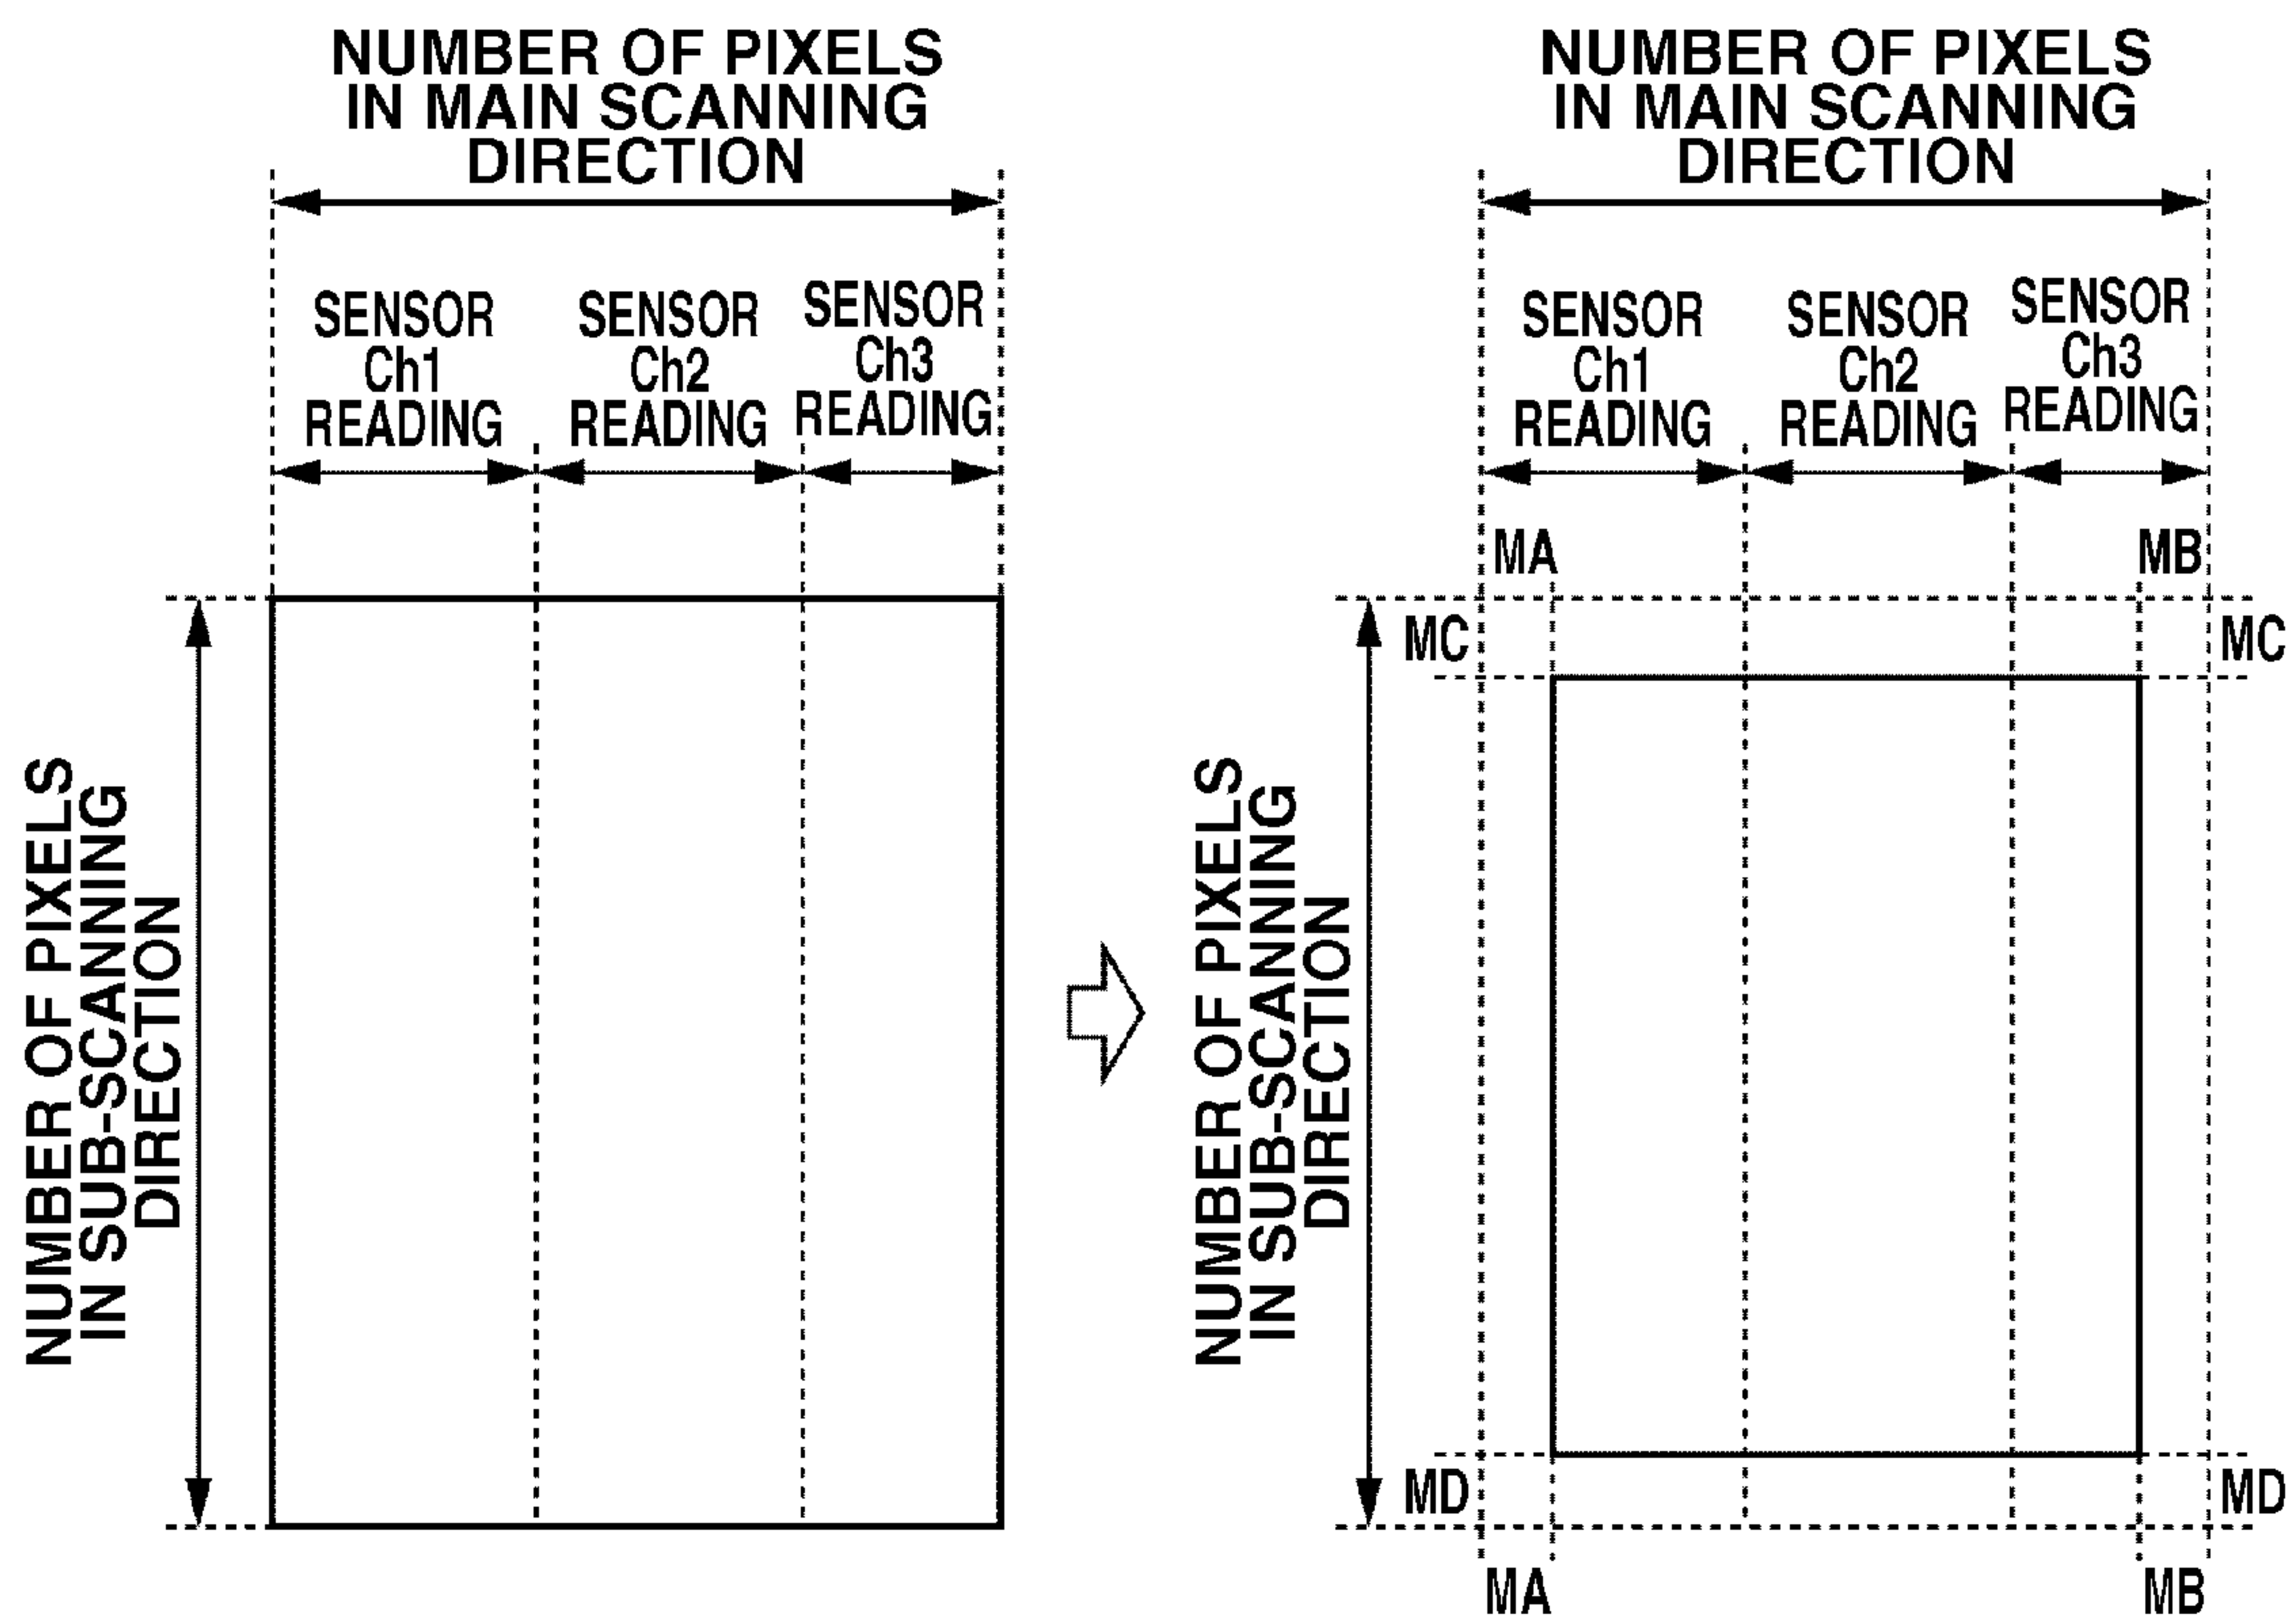 NUMBER OF PIXELS
IN MAIN SCANNING
DIRECTION
SENSOR
Ch1
READING
SENSOR
Ch2
READING
SENSOR
Ch3
READING
NUMBER OF PIXELS
IN SUB-SCANNING
DIRECTION
NUMBER OF PIXELS
IN MAIN SCANNING
DIRECTION
SENSOR
Ch1
READING
SENSOR
Ch2
READING
SENSOR
Ch3
READING
MA
MB
MC
MC
NUMBER OF PIXELS
IN SUB-SCANNING
DIRECTION
MD
MD
MA
MB